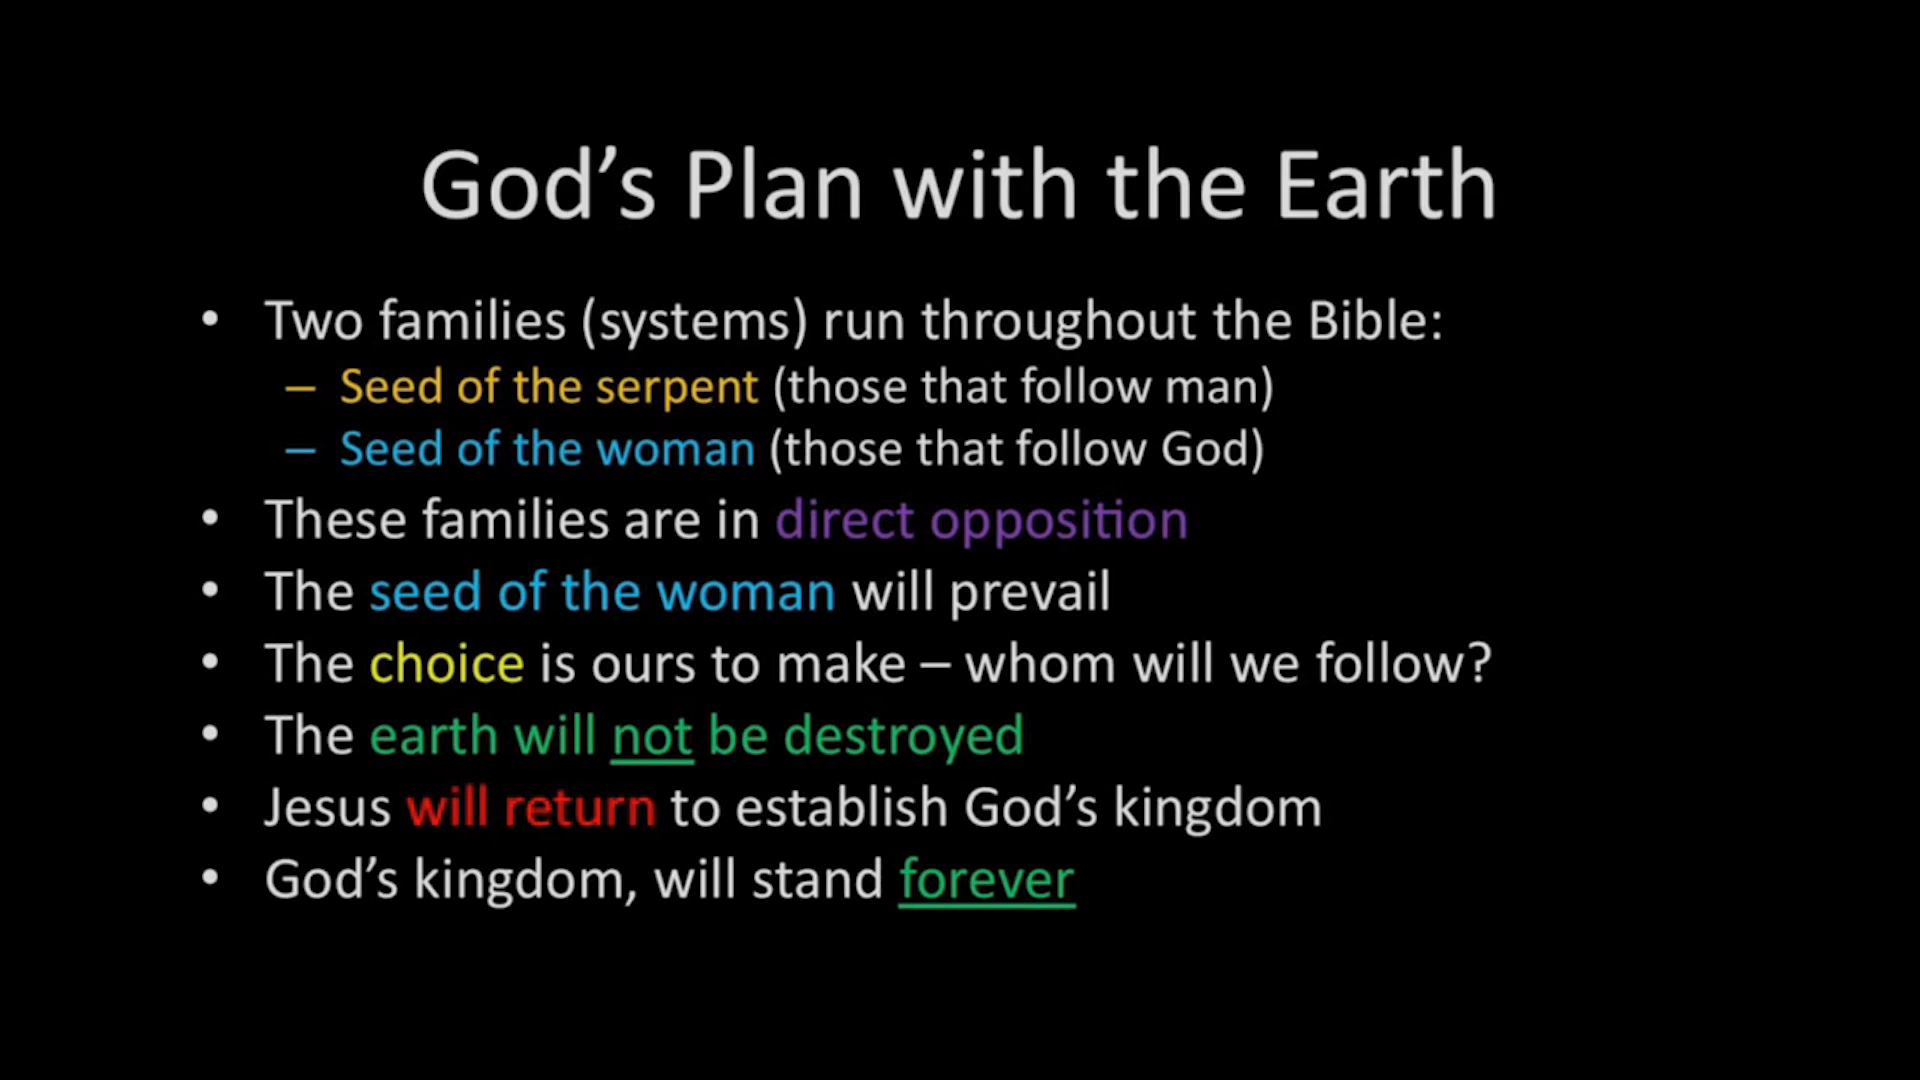 God’s Plan with the Earth
• Two families (systems) run throughout the Bible:
– Seed of the serpent (those that follow man)
– Seed of the woman (those that follow God)
• These families are in direct opposition
• The seed of the woman will prevail
• The choice is ours to make – whom will we follow?
• The earth will not be destroyed
• Jesus will return to establish God’s kingdom
• God’s kingdom, will stand forever